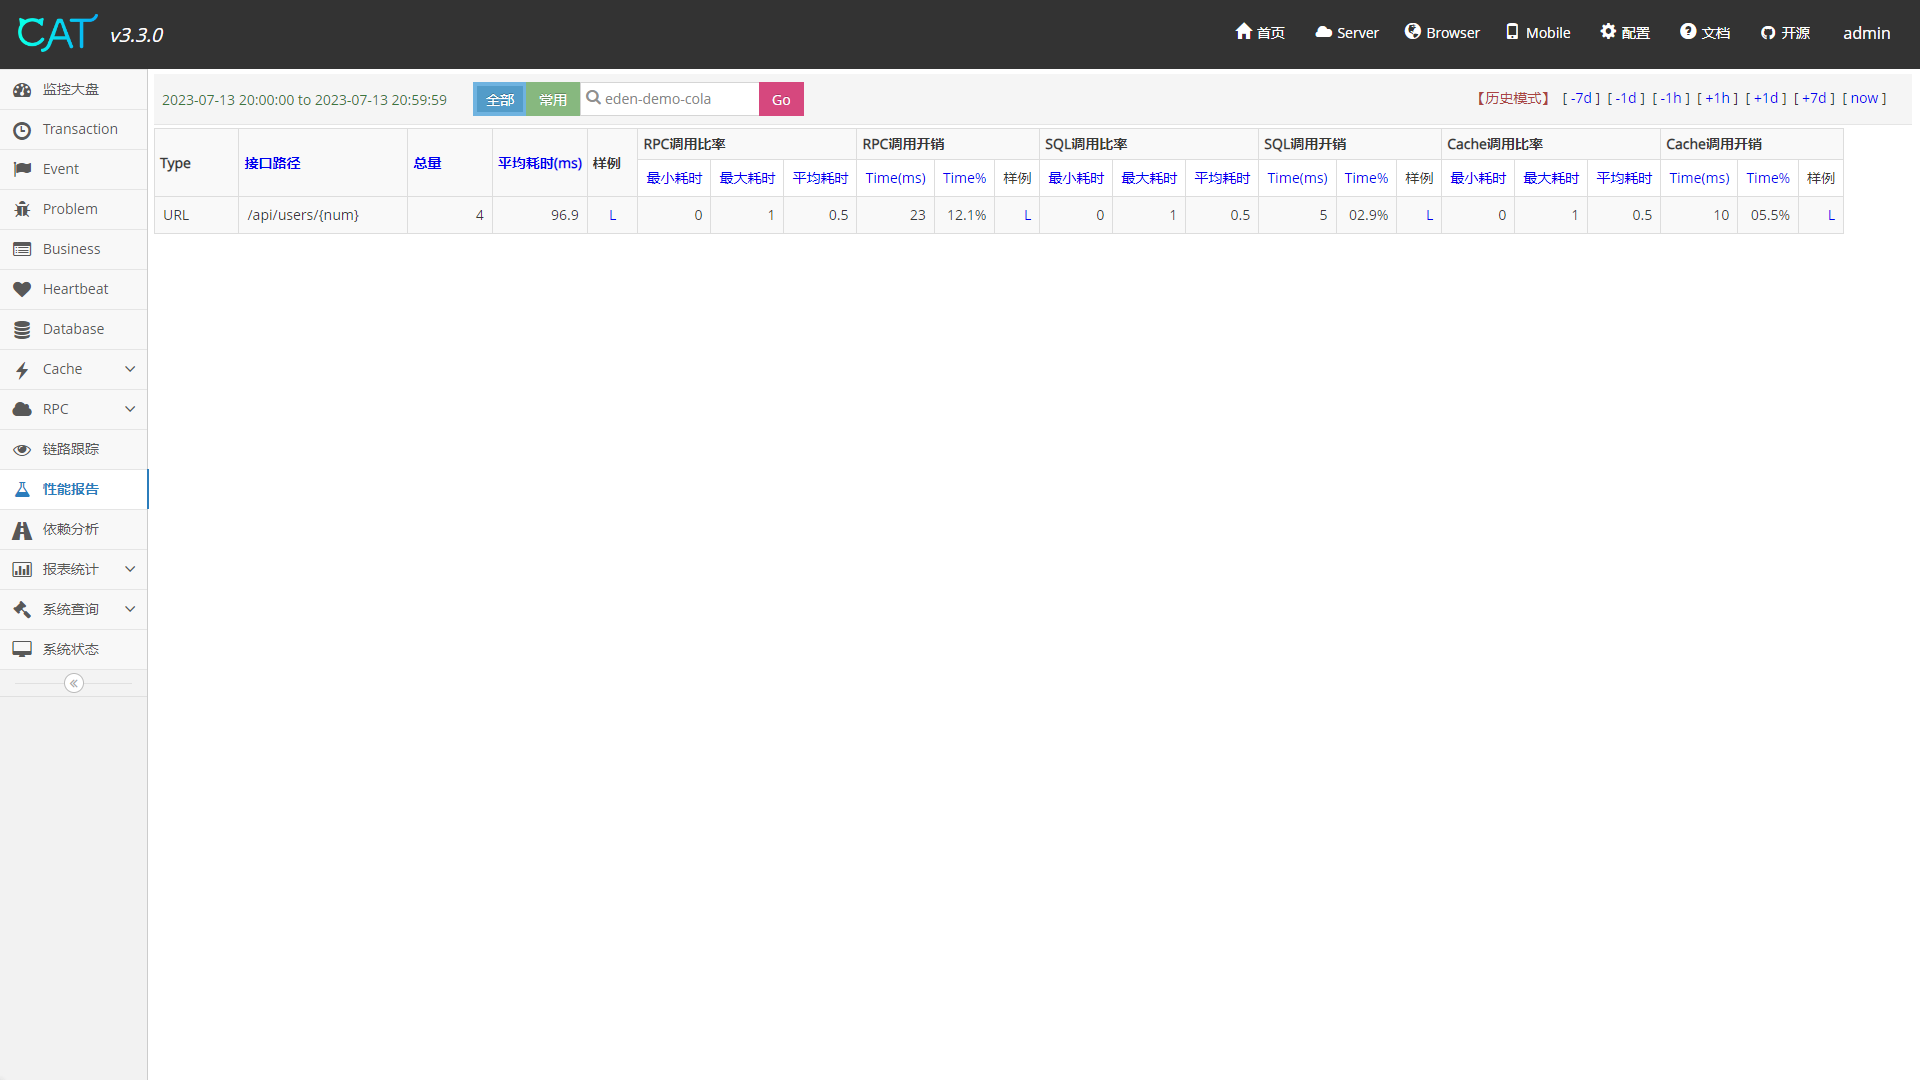 CAT v3.3.0
首页 Server Browser Mobile 配置 文档 开源 admin
监控大盘
Transaction
Event
Problem
Business
Heartbeat
Database
Cache
RPC
链路跟踪
性能报告
依赖分析
报表统计
系统查询
系统状态
2023-07-13 20:00:00 to 2023-07-13 20:59:59 全部 常用 eden-demo-cola Go 【历史模式】 [ -7d ] [ -1d ] [ -1h ] [ +1h ] [ +1d ] [ +7d ] [ now ]
Type 接口路径 总量 平均耗时(ms) 样例 RPC调用比率 RPC调用开销 SQL调用比率 SQL调用开销 Cache调用比率 Cache调用开销
最小耗时 最大耗时 平均耗时 Time(ms) Time% 样例 最小耗时 最大耗时 平均耗时 Time(ms) Time% 样例 最小耗时 最大耗时 平均耗时 Time(ms) Time% 样例
URL /api/users/{num} 4 96.9 L 0 1 0.5 23 12.1% L 0 1 0.5 5 02.9% L 0 1 0.5 10 05.5% L